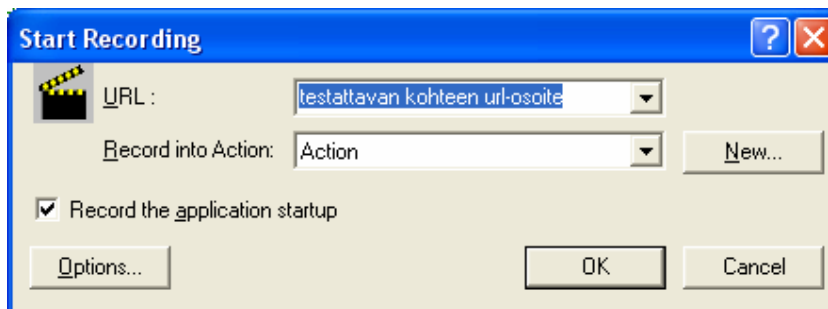 Start Recording
URL : testattavan kohteen url-osoite
Record into Action: Action New...
Record the application startup
Options... OK Cancel